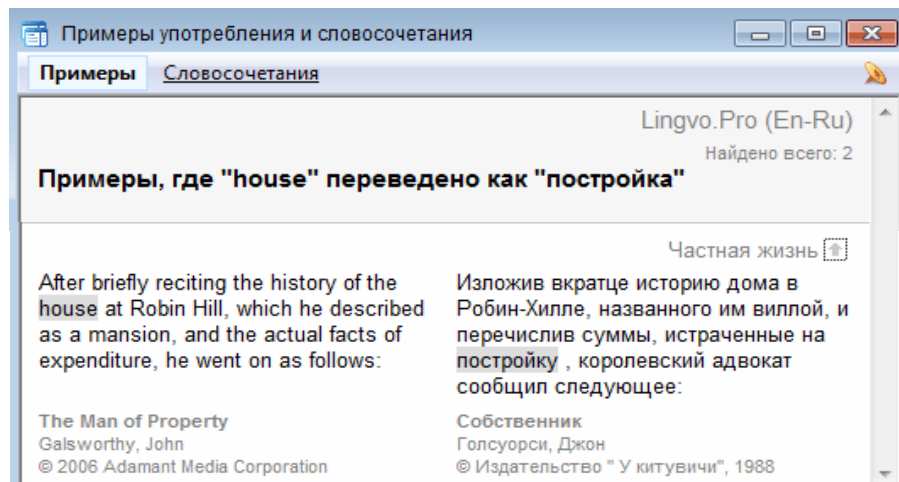 Примеры употребления и словосочетания
Примеры Словосочетания
Lingvo.Pro (En-Ru)
Найдено всего: 2
Примеры, где "house" переведено как "постройка"
Частная жизнь
After briefly reciting the history of the
house at Robin Hill, which he described
as a mansion, and the actual facts of
expenditure, he went on as follows:
The Man of Property
Galsworthy, John
© 2006 Adamant Media Corporation
Изложив вкратце историю дома в
Робин-Хилле, названного им виллой, и
перечислив суммы, истраченные на
постройку , королевский адвокат
сообщил следующее:
Собственник
Голсуорси, Джон
© Издательство " У китувичи", 1988